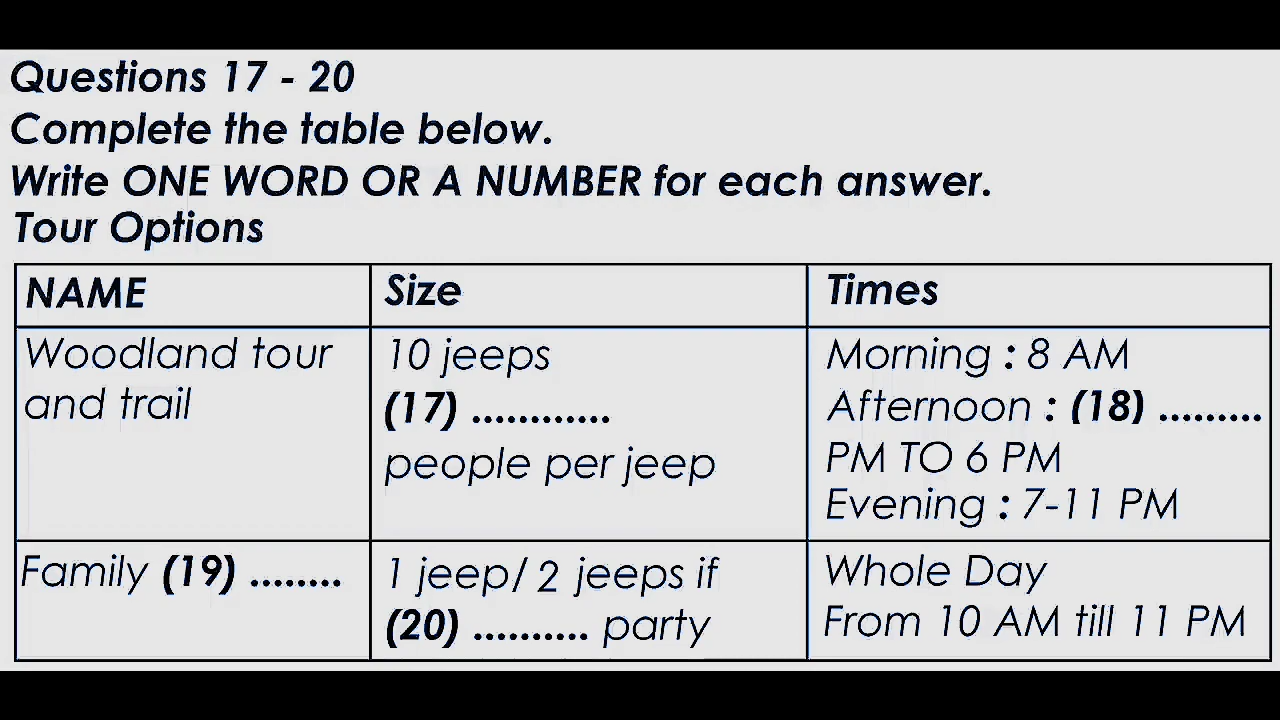 Questions 17 - 20
Complete the table below.
Write ONE WORD OR A NUMBER for each answer.
Tour Options
NAME
Size
Times
Woodland tour
and trail
10 jeeps
(17) ............
people per jeep
Morning : 8 AM
Afternoon : (18) .........
PM TO 6 PM
Evening : 7-11 PM
Family (19) ........
1 jeep/ 2 jeeps if
(20) .......... party
Whole Day
From 10 AM till 11 PM